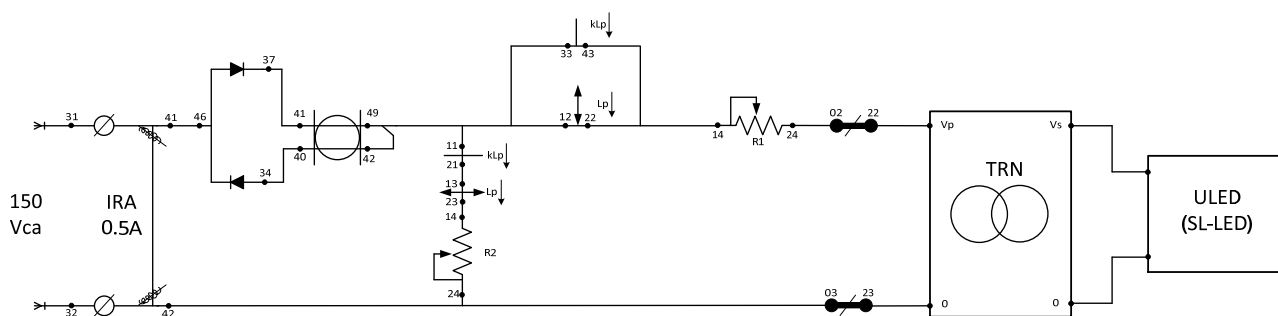 kLp
33 43
37
31
41
46
41
49
Lp
12 22
14
R1
24
02
22
Vp
Vs
40
42
11
21
kLp
34
13
23
Lp
14
150
Vca
IRA
0.5A
TRN
ULED
(SL-LED)
R2
24
32
42
03
23
0
0